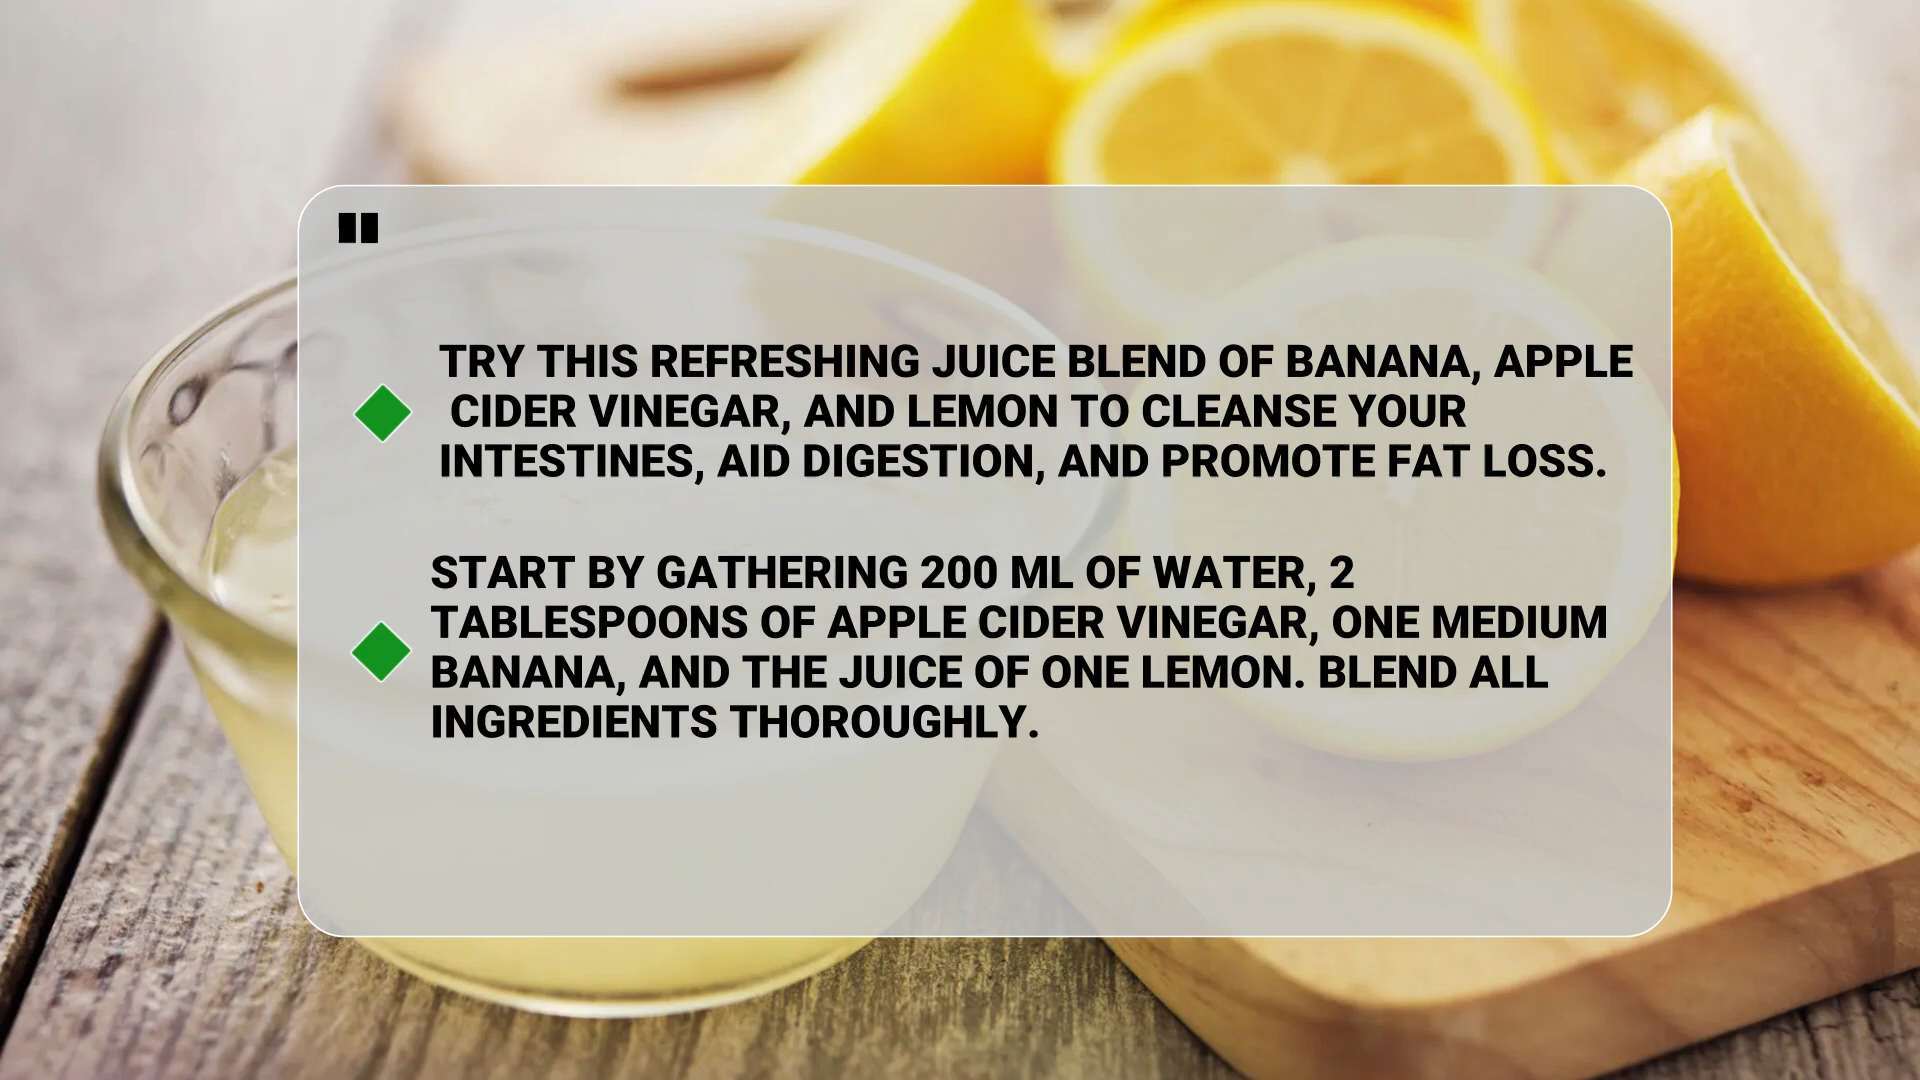 "
TRY THIS REFRESHING JUICE BLEND OF BANANA, APPLE
CIDER VINEGAR, AND LEMON TO CLEANSE YOUR
INTESTINES, AID DIGESTION, AND PROMOTE FAT LOSS.
START BY GATHERING 200 ML OF WATER, 2
TABLESPOONS OF APPLE CIDER VINEGAR, ONE MEDIUM
BANANA, AND THE JUICE OF ONE LEMON. BLEND ALL
INGREDIENTS THOROUGHLY.